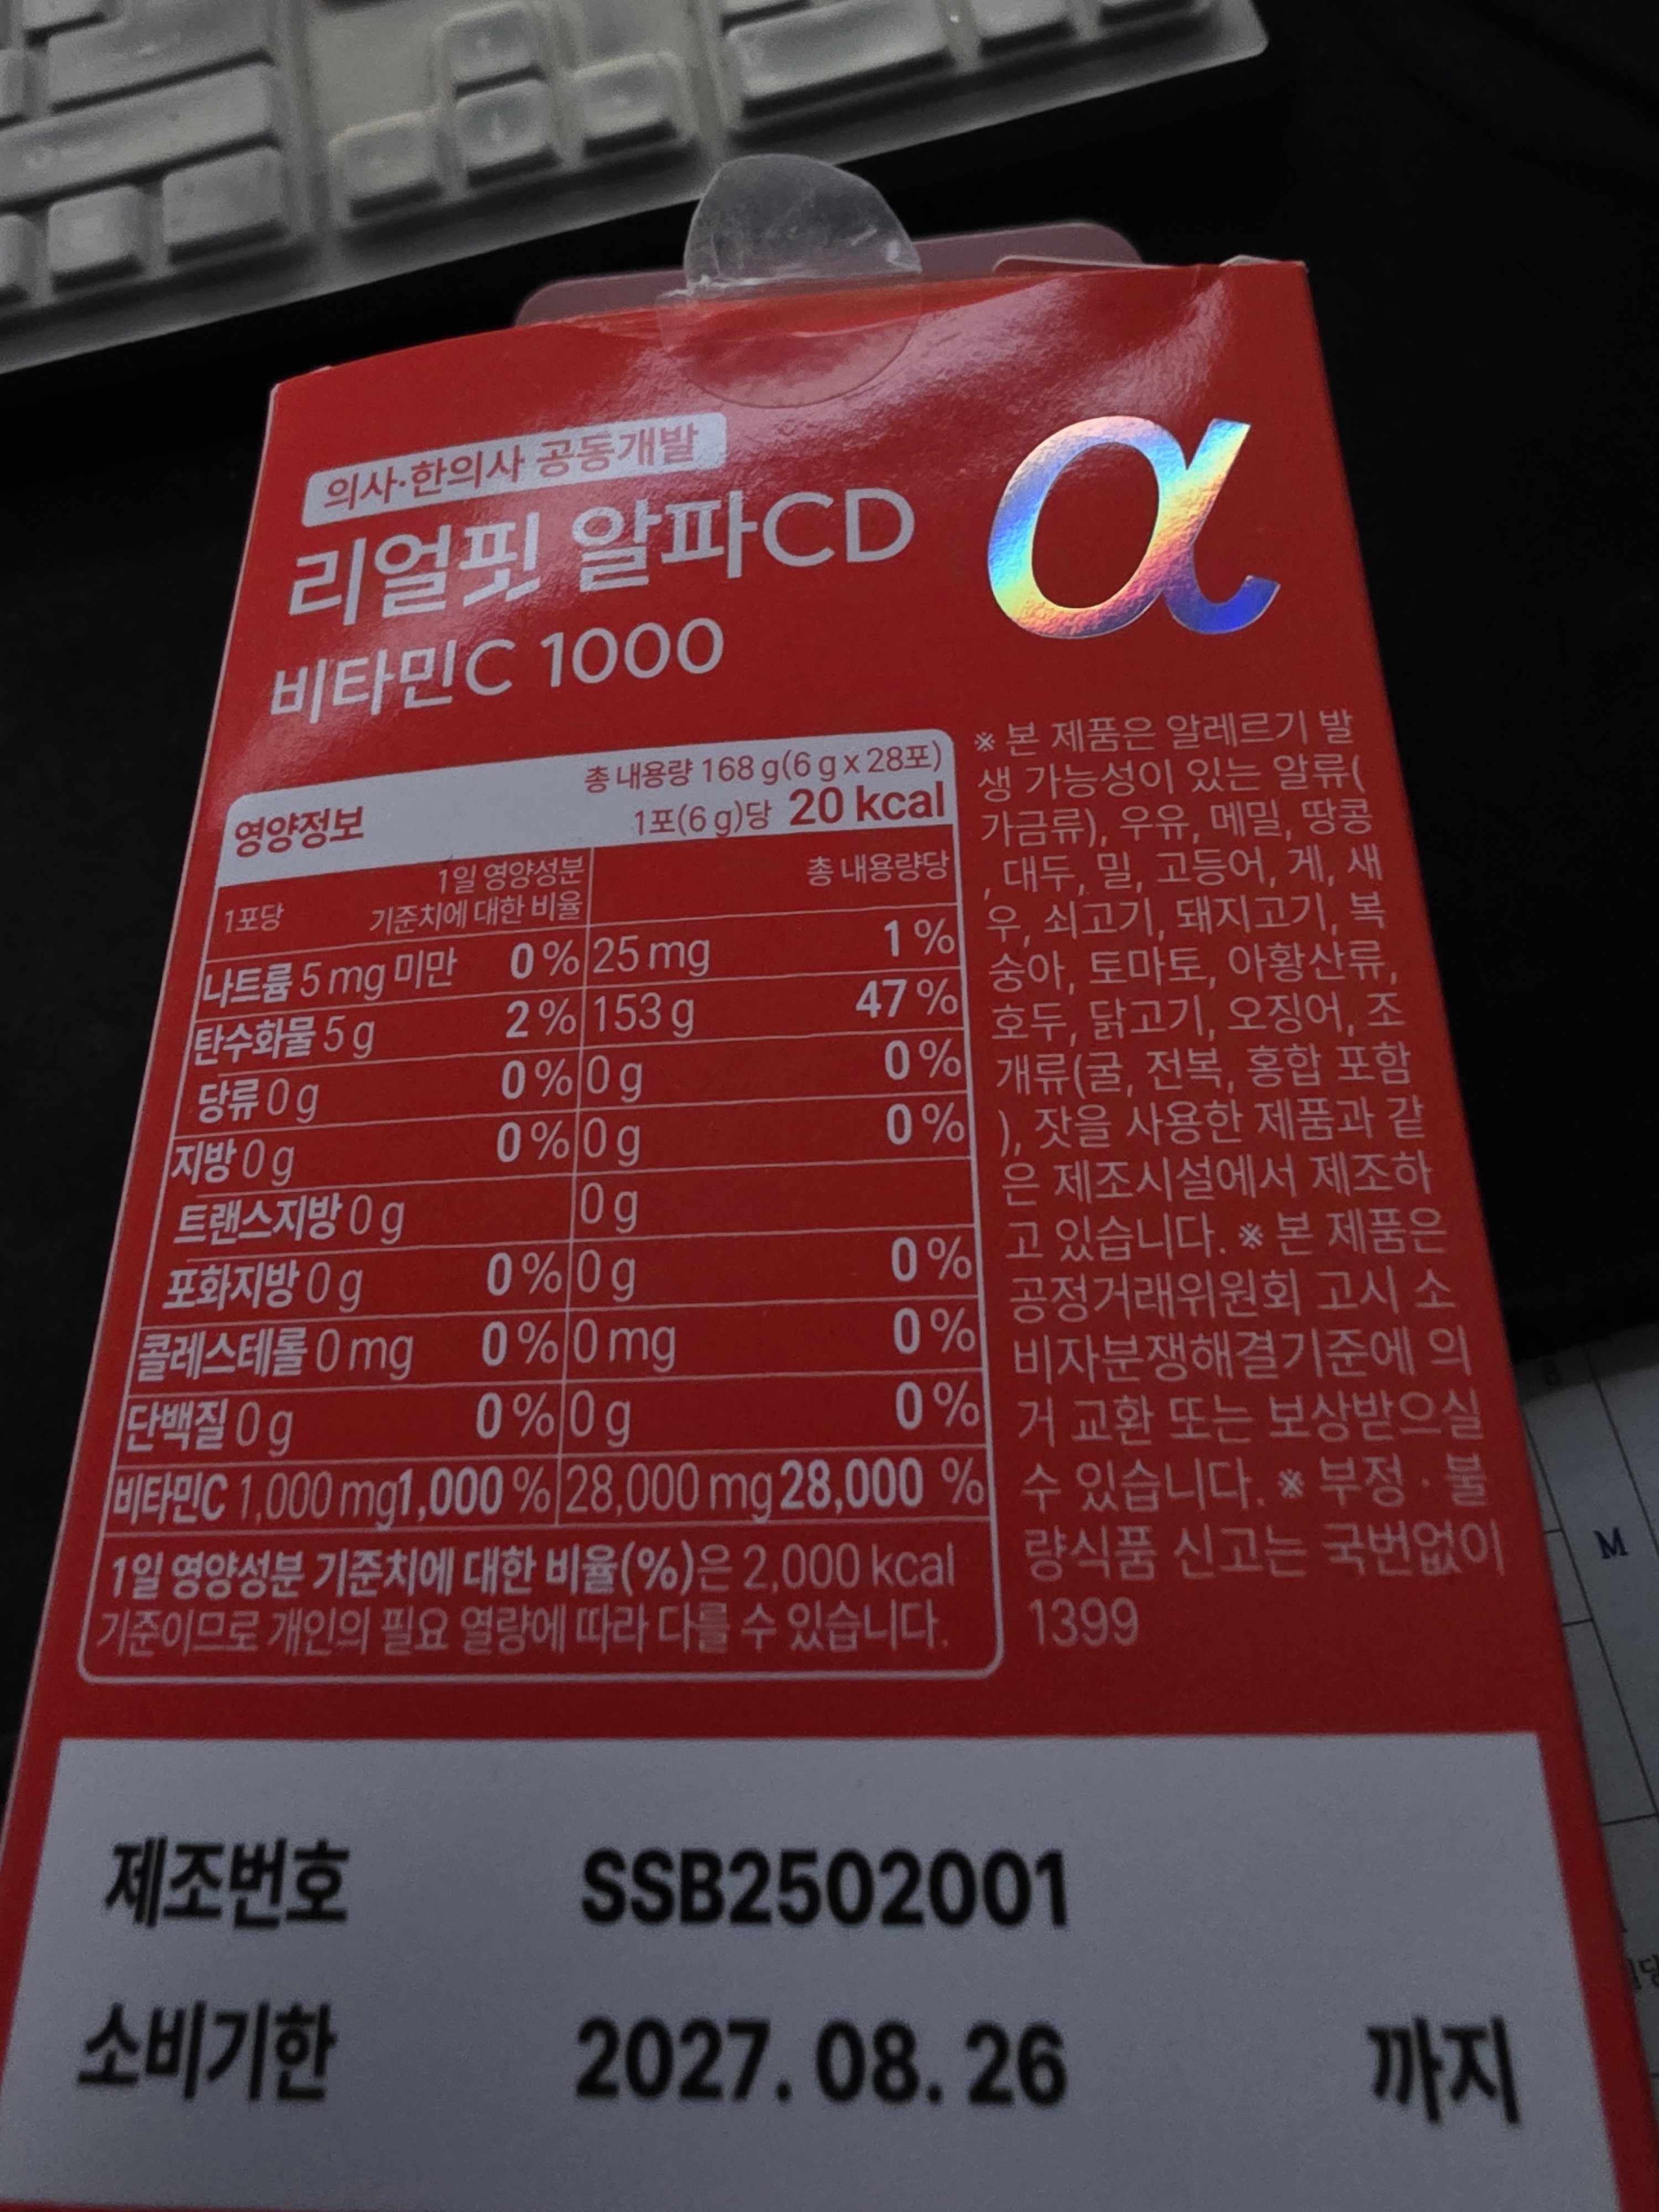 의사·한의사 공동개발
리얼핏 알파CD
비타민C 1000
α
영양정보
총 내용량 168 g(6 g x 28포)
1포(6 g)당 20 kcal
1포당 1일 영양성분 기준치에 대한 비율 총 내용량당
나트륨 5 mg 미만 0 % 25 mg 1 %
탄수화물 5 g 2 % 153 g 47 %
당류 0 g 0 % 0 g 0 %
지방 0 g 0 % 0 g 0 %
트랜스지방 0 g 0 g
포화지방 0 g 0 % 0 g 0 %
콜레스테롤 0 mg 0 % 0 mg 0 %
단백질 0 g 0 % 0 g 0 %
비타민C 1,000 mg 1,000 % 28,000 mg 28,000 %
1일 영양성분 기준치에 대한 비율(%)은 2,000 kcal
기준이므로 개인의 필요 열량에 따라 다를 수 있습니다.
※ 본 제품은 알레르기 발
생 가능성이 있는 알류(
가금류), 우유, 메밀, 땅콩
, 대두, 밀, 고등어, 게, 새
우, 쇠고기, 돼지고기, 복
숭아, 토마토, 아황산류,
호두, 닭고기, 오징어, 조
개류(굴, 전복, 홍합 포함
), 잣을 사용한 제품과 같
은 제조시설에서 제조하
고 있습니다. ※ 본 제품은
공정거래위원회 고시 소
비자분쟁해결기준에 의
거 교환 또는 보상받으실
수 있습니다. ※ 부정 · 불
량식품 신고는 국번없이
1399
제조번호 SSB2502001
소비기한 2027. 08. 26 까지
M